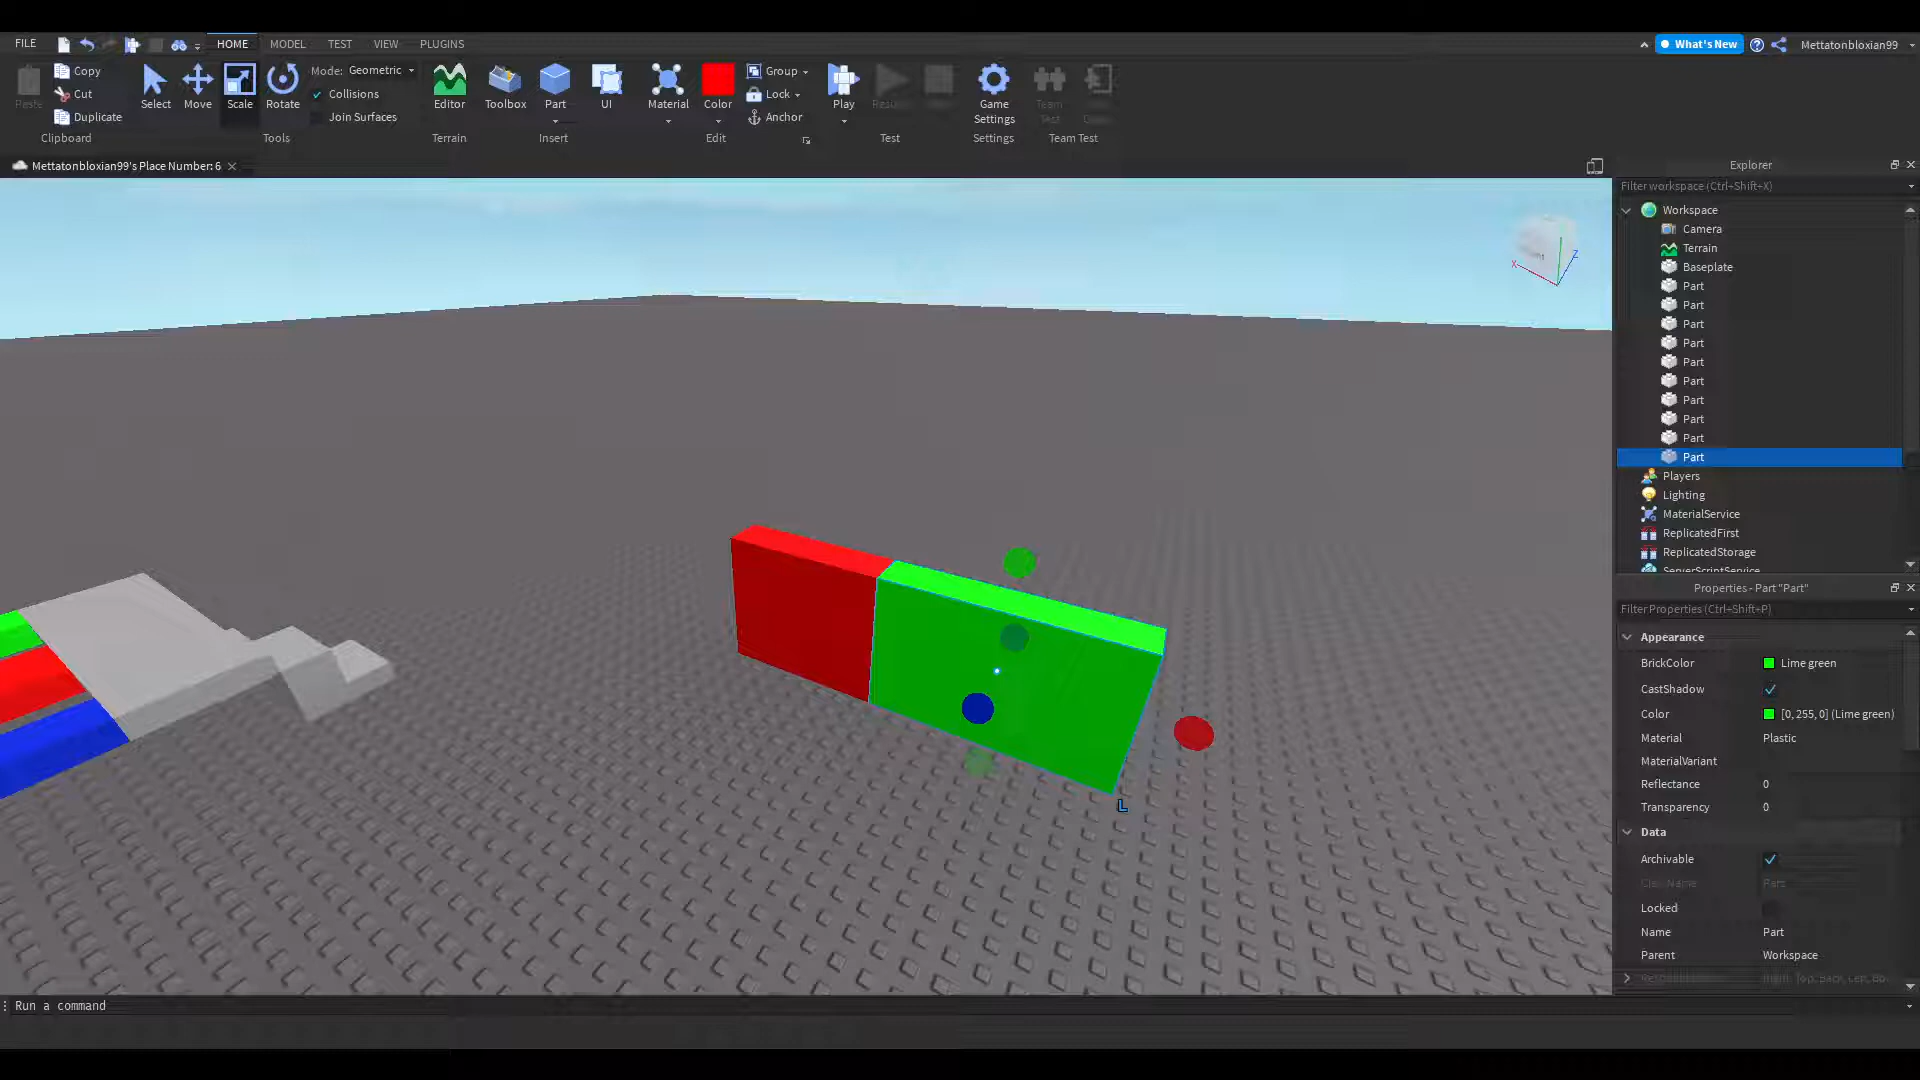 FILE HOME MODEL TEST VIEW PLUGINS What's New Mettatonbloxian99
Copy
Cut
Duplicate
Paste
Clipboard
Select Move Scale Rotate
Mode: Geometric
Collisions
Join Surfaces
Tools
Editor
Terrain
Toolbox Part UI
Insert
Material Color
Group
Lock
Anchor
Edit
Play
Test
Game
Settings
Settings
Team
Test
Team Test
Mettatonbloxian99's Place Number: 6
X
Z
L
Explorer
Filter workspace (Ctrl+Shift+X)
Workspace
Camera
Terrain
Baseplate
Part
Part
Part
Part
Part
Part
Part
Part
Part
Part
Players
Lighting
MaterialService
ReplicatedFirst
ReplicatedStorage
ServerScriptService
Properties - Part "Part"
Filter Properties (Ctrl+Shift+P)
Appearance
BrickColor Lime green
CastShadow
Color [0, 255, 0] (Lime green)
Material Plastic
MaterialVariant
Reflectance 0
Transparency 0
Data
Archivable
Locked
Name Part
Parent Workspace
Run a command